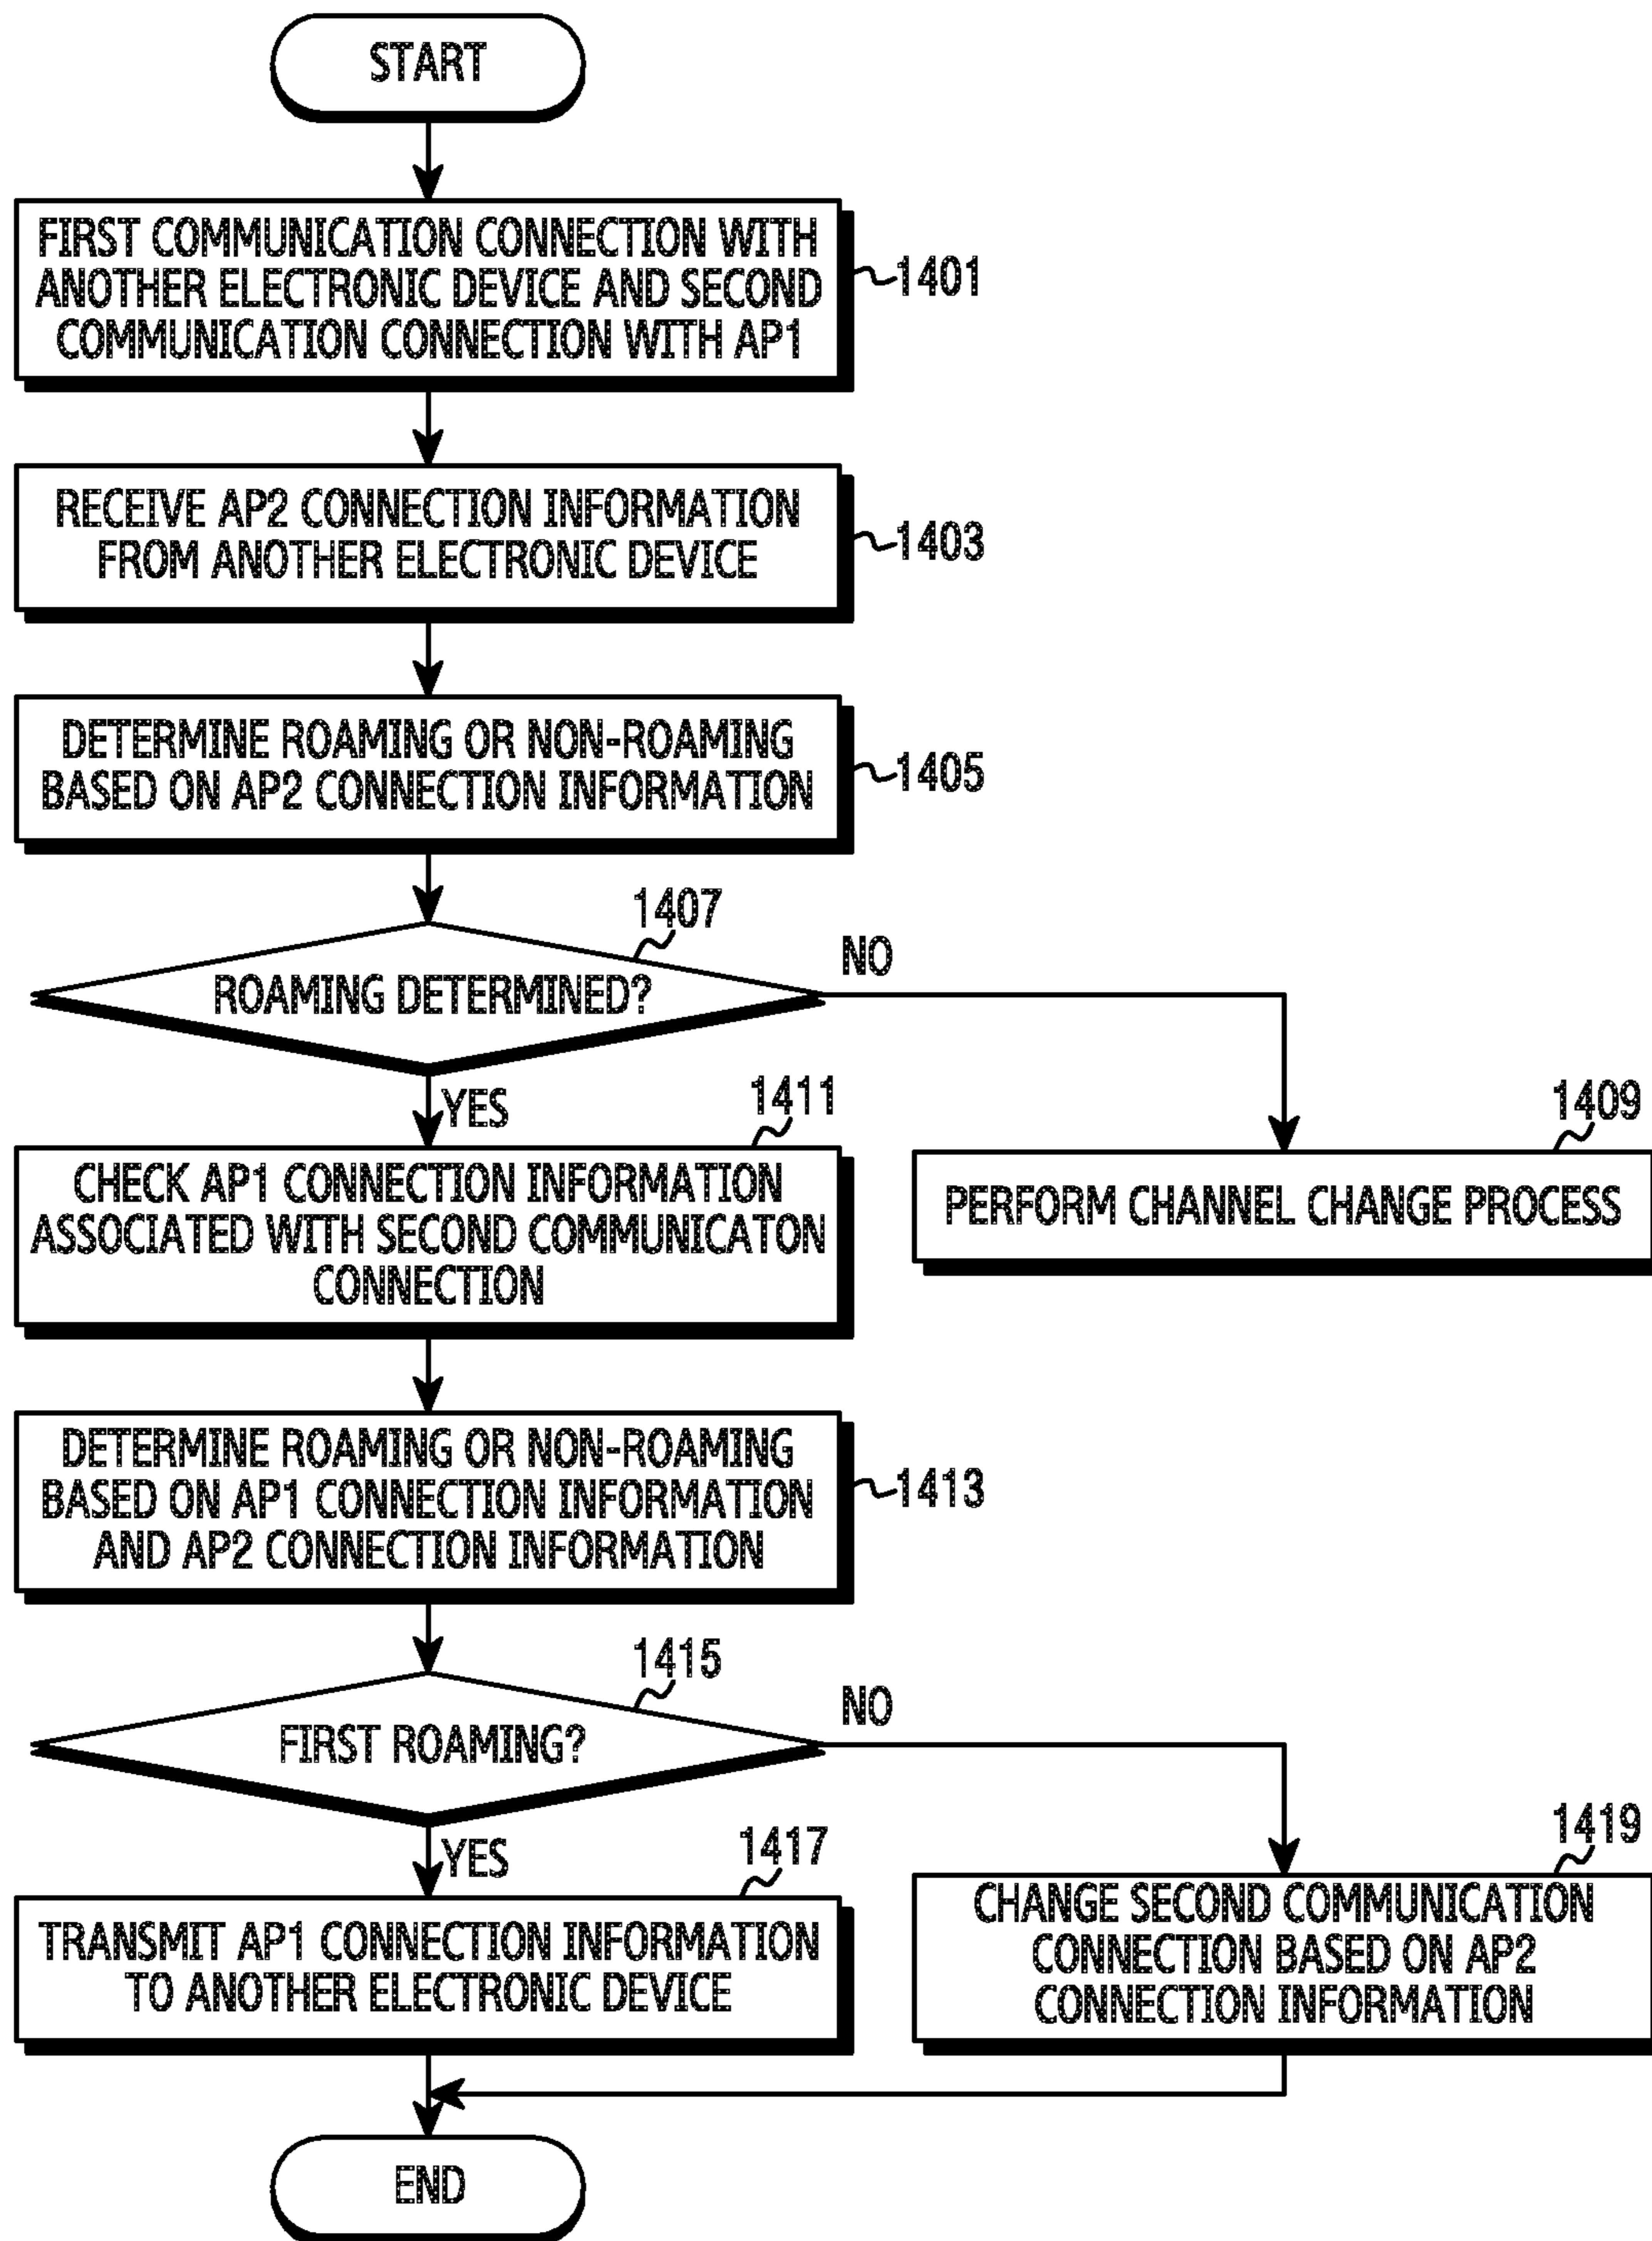 START
FIRST COMMUNICATION CONNECTION WITH
ANOTHER ELECTRONIC DEVICE AND SECOND
COMMUNICATION CONNECTION WITH AP1
1401
RECEIVE AP2 CONNECTION INFORMATION
FROM ANOTHER ELECTRONIC DEVICE
1403
DETERMINE ROAMING OR NON-ROAMING
BASED ON AP2 CONNECTION INFORMATION
1405
1407
ROAMING DETERMINED?
NO
YES
1411
CHECK AP1 CONNECTION INFORMATION
ASSOCIATED WITH SECOND COMMUNICATON
CONNECTION
1409
PERFORM CHANNEL CHANGE PROCESS
DETERMINE ROAMING OR NON-ROAMING
BASED ON AP1 CONNECTION INFORMATION
AND AP2 CONNECTION INFORMATION
1413
1415
FIRST ROAMING?
NO
YES
1417
TRANSMIT AP1 CONNECTION INFORMATION
TO ANOTHER ELECTRONIC DEVICE
1419
CHANGE SECOND COMMUNICATION
CONNECTION BASED ON AP2
CONNECTION INFORMATION
END